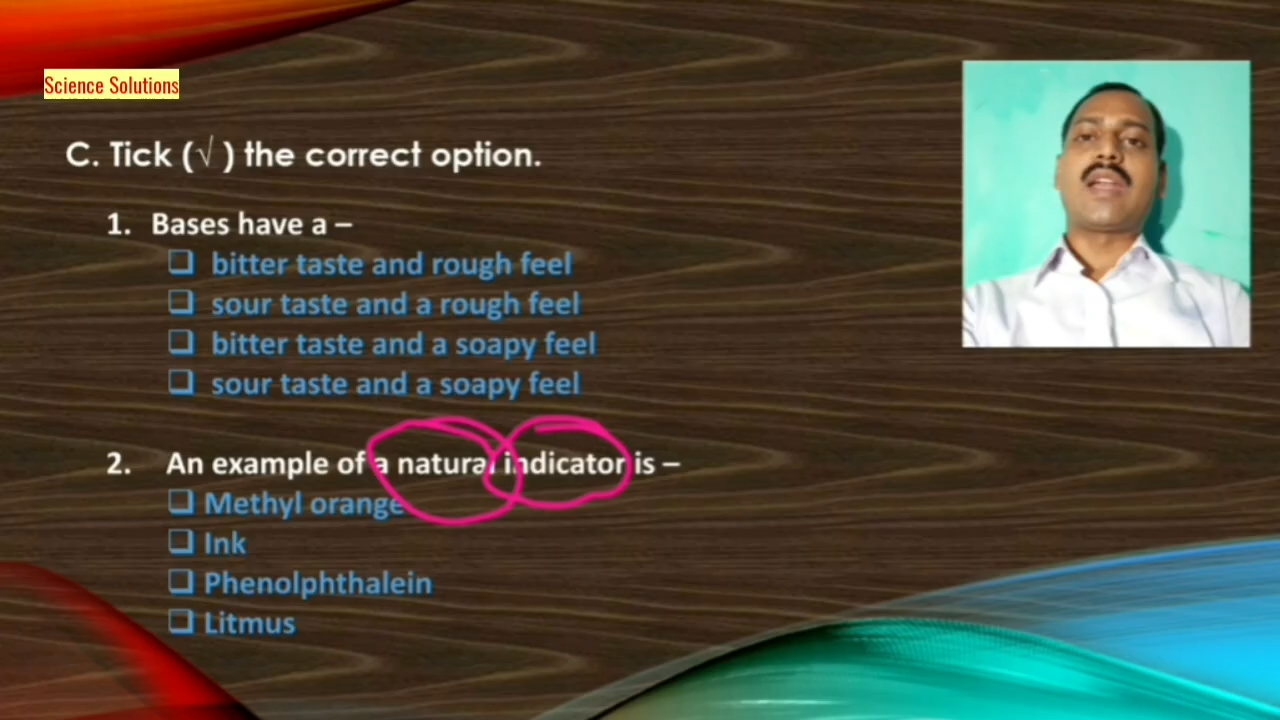 Science Solutions
C. Tick (√ ) the correct option.
1. Bases have a –
❑ bitter taste and rough feel
❑ sour taste and a rough feel
❑ bitter taste and a soapy feel
❑ sour taste and a soapy feel
2. An example of a natural indicator is –
❑ Methyl orange
❑ Ink
❑ Phenolphthalein
❑ Litmus